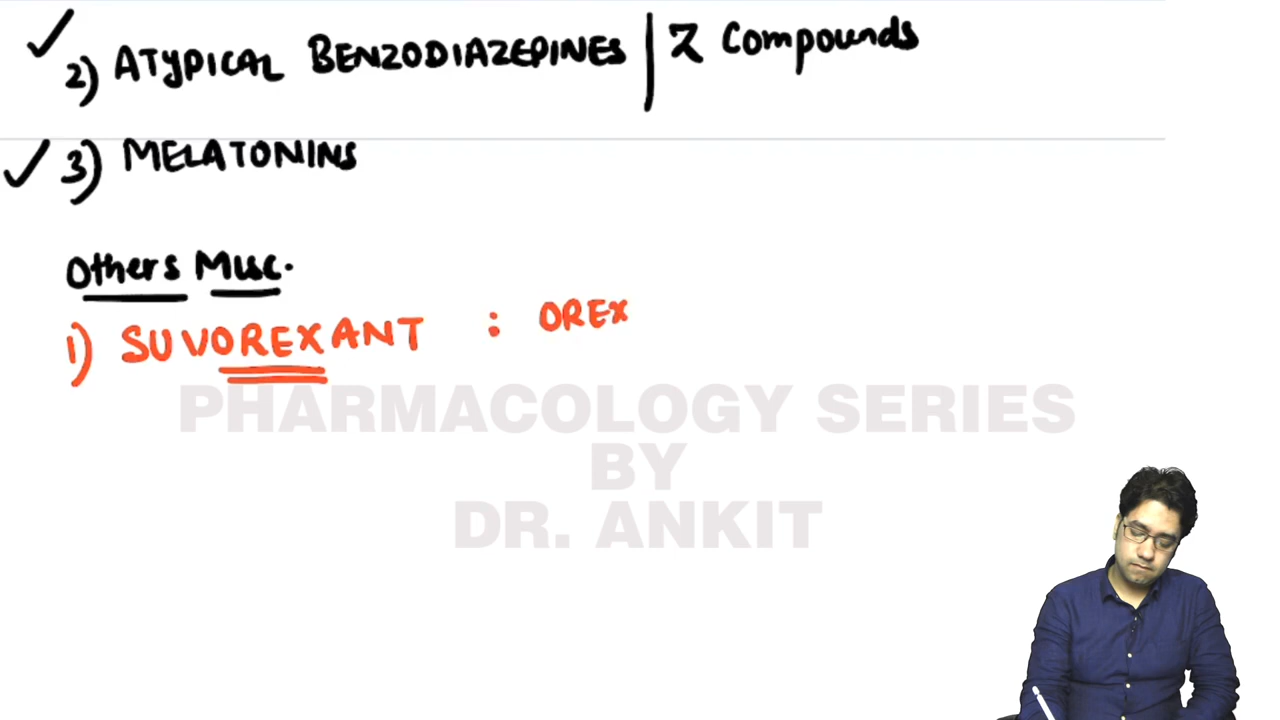 2) ATYPICAL BENZODIAZEPINES | Z Compounds
3) MELATONINS
Others Misc.
1) SUVOREXANT : OREX
PHARMACOLOGY SERIES
BY
DR. ANKIT